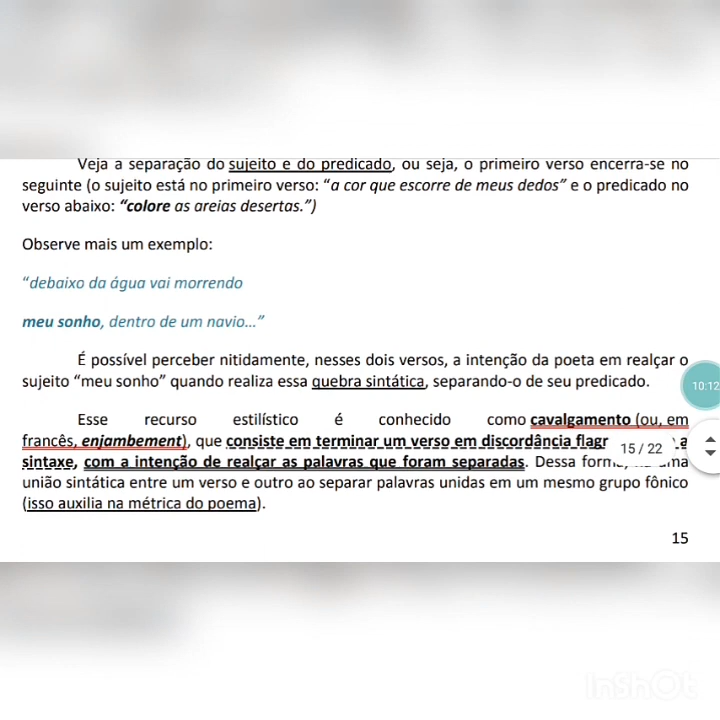 Veja a separação do sujeito e do predicado, ou seja, o primeiro verso encerra-se no
seguinte (o sujeito está no primeiro verso: “a cor que escorre de meus dedos” e o predicado no
verso abaixo: “colore as areias desertas.”)
Observe mais um exemplo:
“debaixo da água vai morrendo
meu sonho, dentro de um navio...”
É possível perceber nitidamente, nesses dois versos, a intenção da poeta em realçar o
sujeito “meu sonho” quando realiza essa quebra sintática, separando-o de seu predicado.
10:12
Esse recurso estilístico é conhecido como cavalgamento (ou, em
francês, enjambement), que consiste em terminar um verso em discordância flagr a
15 / 22
sintaxe, com a intenção de realçar as palavras que foram separadas. Dessa forma, uma
união sintática entre um verso e outro ao separar palavras unidas em um mesmo grupo fônico
(isso auxilia na métrica do poema).
15
InShOt